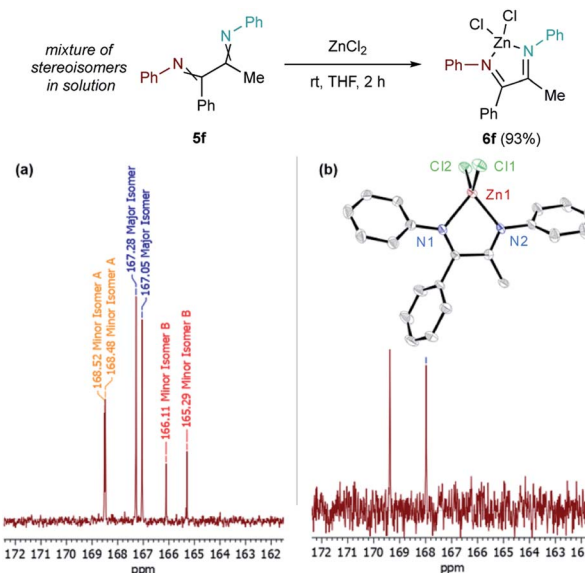 mixture of
stereoisomers
in solution
Ph
N
N
Ph
Me
Ph
5f
ZnCl2
rt, THF, 2 h
Cl
Cl
Zn
Ph
N
N
Ph
Me
Ph
6f (93%)
(a)
168.52 Minor Isomer A
168.48 Minor Isomer A
167.28 Major Isomer
167.05 Major Isomer
166.11 Minor Isomer B
165.29 Minor Isomer B
172 171 170 169 168 167 166 165 164 163 162
ppm
(b)
Cl2
Cl1
Zn1
N1
N2
172 171 170 169 168 167 166 165 164 163 162
ppm